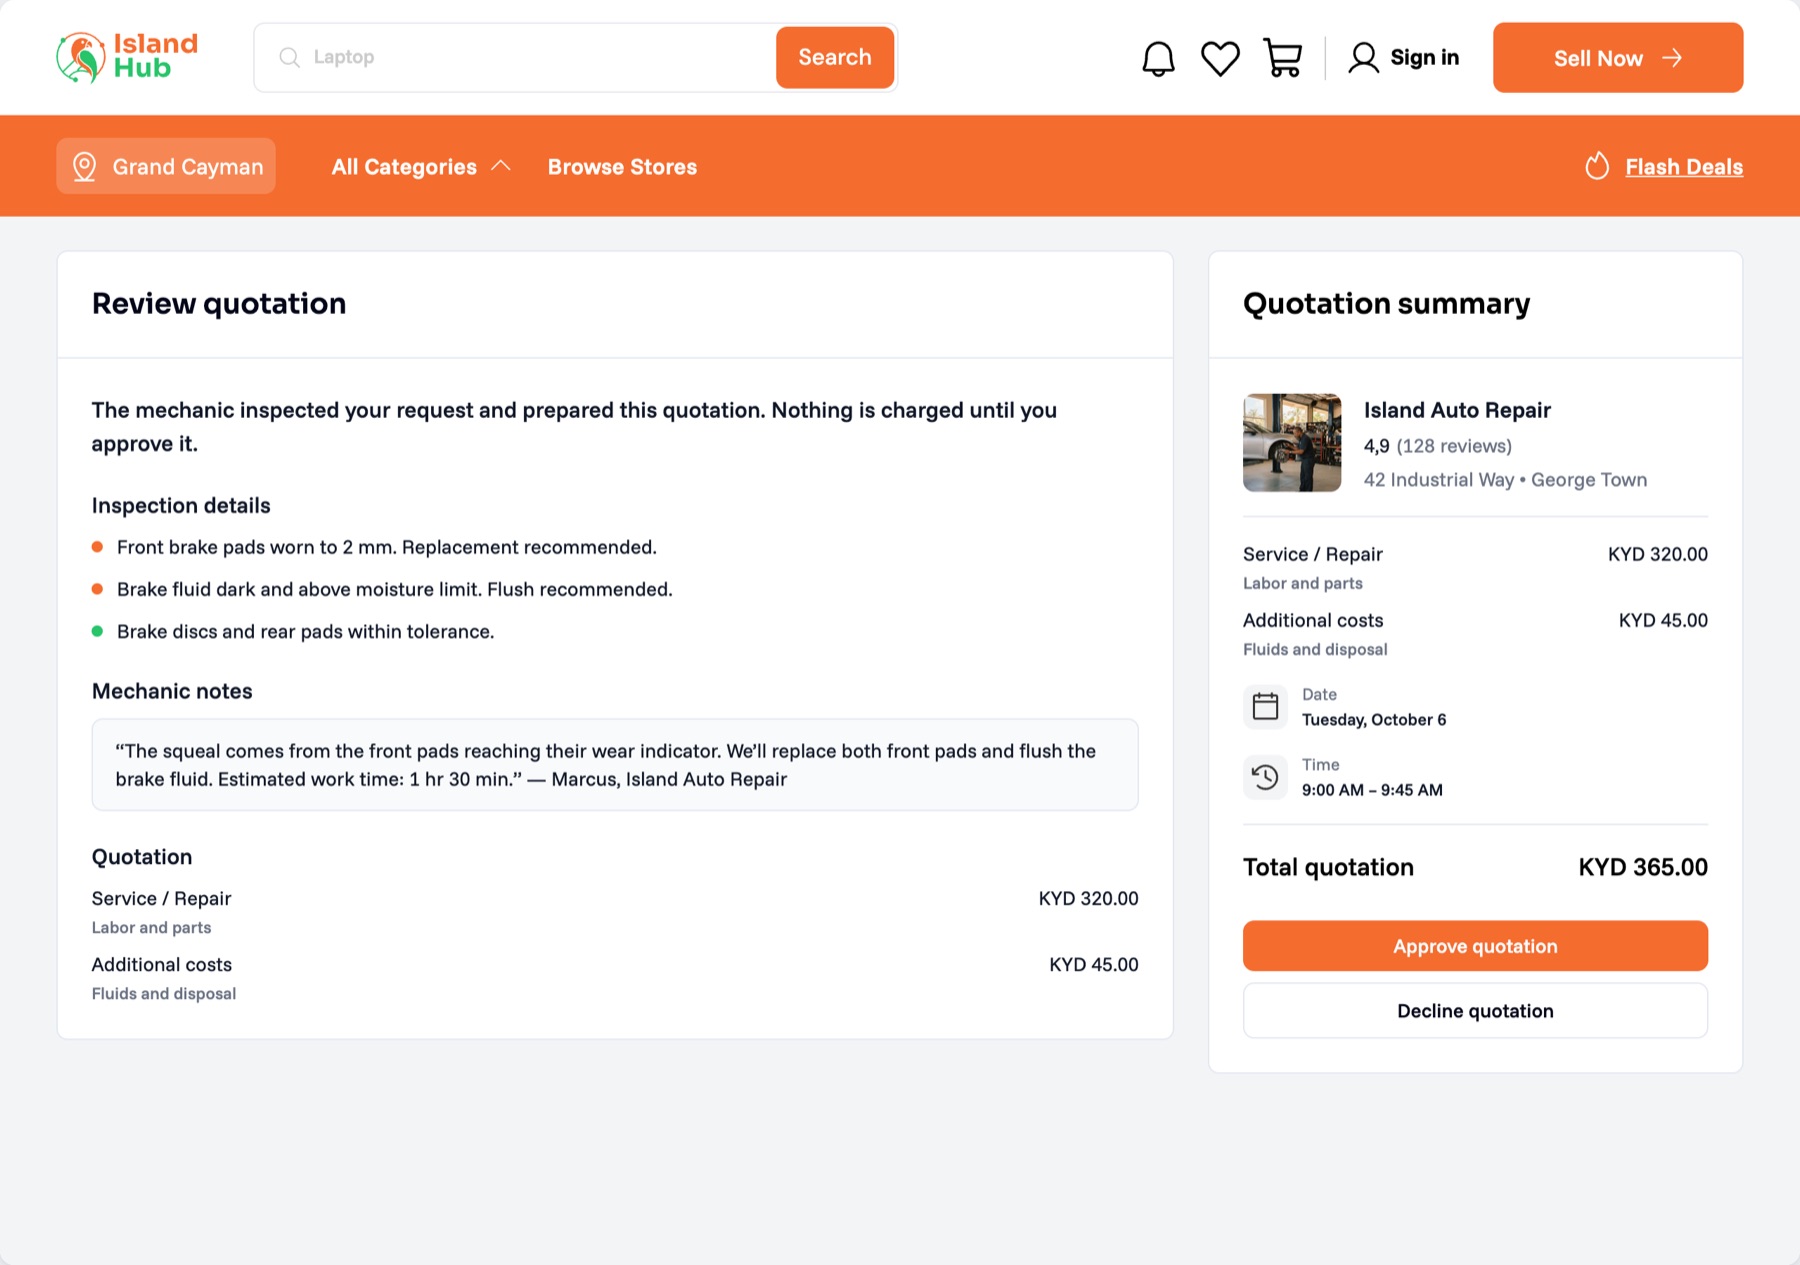 Island
Hub
Laptop
Search
Sign in
Sell Now
Grand Cayman
All Categories
Browse Stores
Flash Deals
Review quotation
The mechanic inspected your request and prepared this quotation. Nothing is charged until you
approve it.
Inspection details
Front brake pads worn to 2 mm. Replacement recommended.
Brake fluid dark and above moisture limit. Flush recommended.
Brake discs and rear pads within tolerance.
Mechanic notes
“The squeal comes from the front pads reaching their wear indicator. We’ll replace both front pads and flush the
brake fluid. Estimated work time: 1 hr 30 min.” — Marcus, Island Auto Repair
Quotation
Service / Repair KYD 320.00
Labor and parts
Additional costs KYD 45.00
Fluids and disposal
Quotation summary
Island Auto Repair
4,9 (128 reviews)
42 Industrial Way • George Town
Service / Repair KYD 320.00
Labor and parts
Additional costs KYD 45.00
Fluids and disposal
Date
Tuesday, October 6
Time
9:00 AM – 9:45 AM
Total quotation KYD 365.00
Approve quotation
Decline quotation